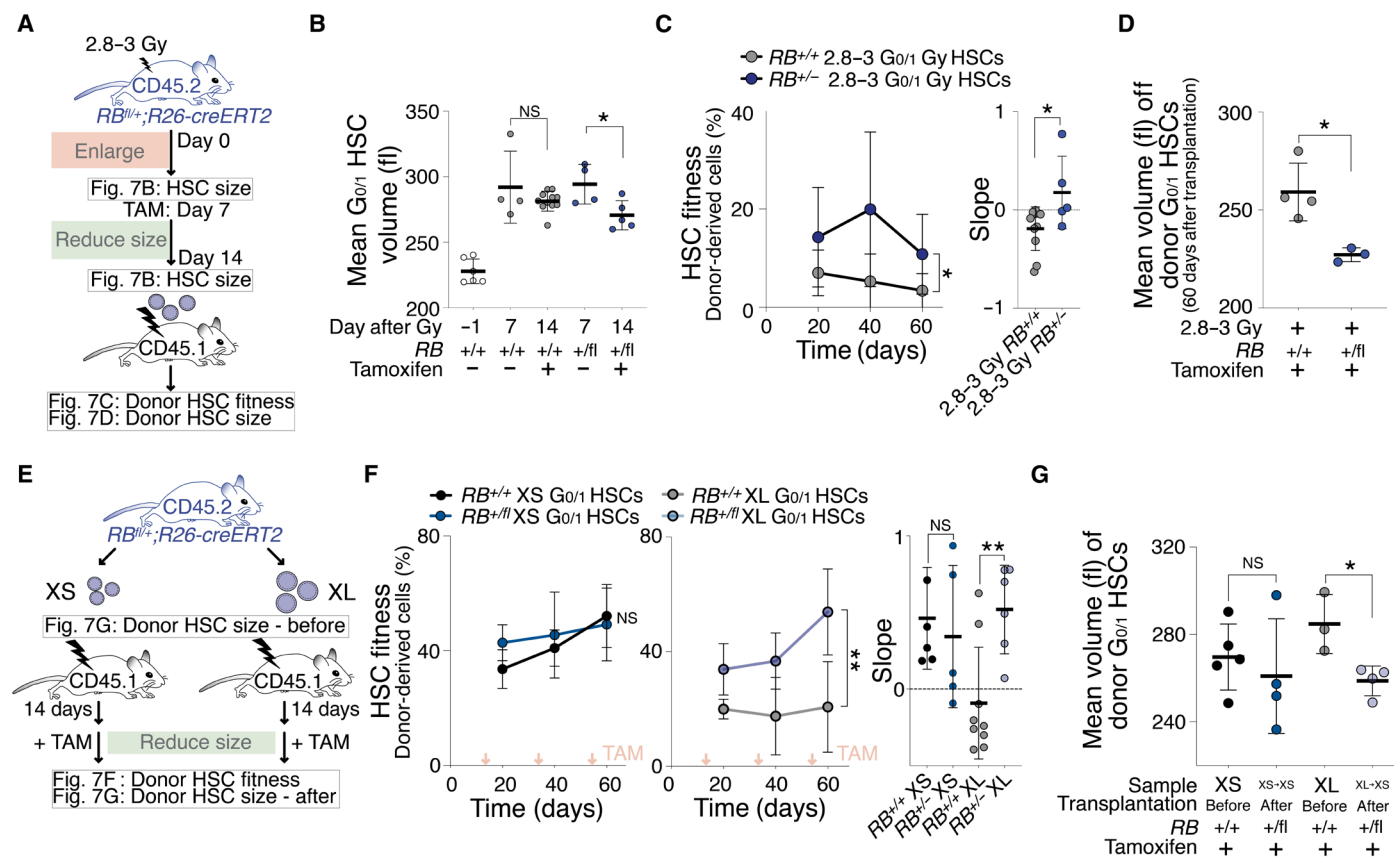 A
2.8–3 Gy
CD45.2
RBfl/+;R26-creERT2
Day 0
Enlarge
Fig. 7B: HSC size
TAM: Day 7
Reduce size
Day 14
Fig. 7B: HSC size
CD45.1
Fig. 7C: Donor HSC fitness
Fig. 7D: Donor HSC size
B
Mean G0/1 HSC
volume (fl)
350
300
250
200
NS
*
Day after Gy –1 7 14 7 14
RB +/+ +/+ +/+ +/fl +/fl
Tamoxifen – – + – +
C
RB+/+ 2.8–3 G0/1 Gy HSCs
RB+/– 2.8–3 G0/1 Gy HSCs
HSC fitness
Donor-derived cells (%)
40
20
0
0 20 40 60
Time (days)
*
Slope
1
0
–1
*
2.8–3 Gy RB+/+
2.8–3 Gy RB+/–
D
Mean volume (fl) off
donor G0/1 HSCs
(60 days after transplantation)
300
250
200
*
2.8–3 Gy + +
RB +/+ +/fl
Tamoxifen + +
E
CD45.2
RBfl/+;R26-creERT2
XS
XL
Fig. 7G: Donor HSC size - before
CD45.1
CD45.1
14 days
14 days
+ TAM
Reduce size
+ TAM
Fig. 7F : Donor HSC fitness
Fig. 7G: Donor HSC size - after
F
RB+/+ XS G0/1 HSCs
RB+/fl XS G0/1 HSCs
RB+/+ XL G0/1 HSCs
RB+/fl XL G0/1 HSCs
HSC fitness
Donor-derived cells (%)
80
40
0
NS
TAM
0 20 40 60
Time (days)
80
40
0
**
TAM
0 20 40 60
Time (days)
Slope
1
0
NS
**
RB+/+ XS
RB+/– XS
RB+/+ XL
RB+/– XL
G
Mean volume (fl) of
donor G0/1 HSCs
320
280
240
NS
*
Sample XS XS→XS XL XL→XS
Transplantation Before After Before After
RB +/+ +/fl +/+ +/fl
Tamoxifen + + + +